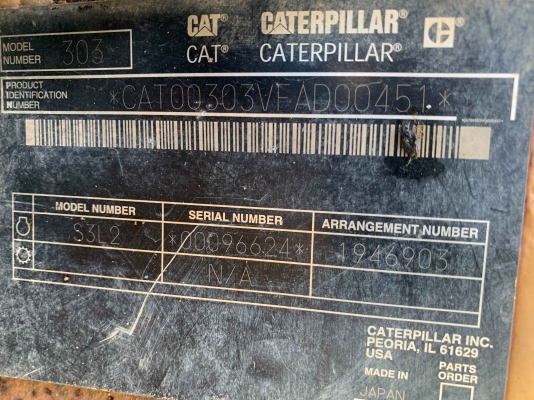 CAT CATERPILLAR C
CAT® CATERPILLAR®
MODEL NUMBER 303
PRODUCT IDENTIFICATION NUMBER *CAT00303VFAD00451*
MODEL NUMBER SERIAL NUMBER ARRANGEMENT NUMBER
S3L2 *00096624* 1946903
N/A
CATERPILLAR INC.
PEORIA, IL 61629
USA
MADE IN JAPAN PARTS ORDER